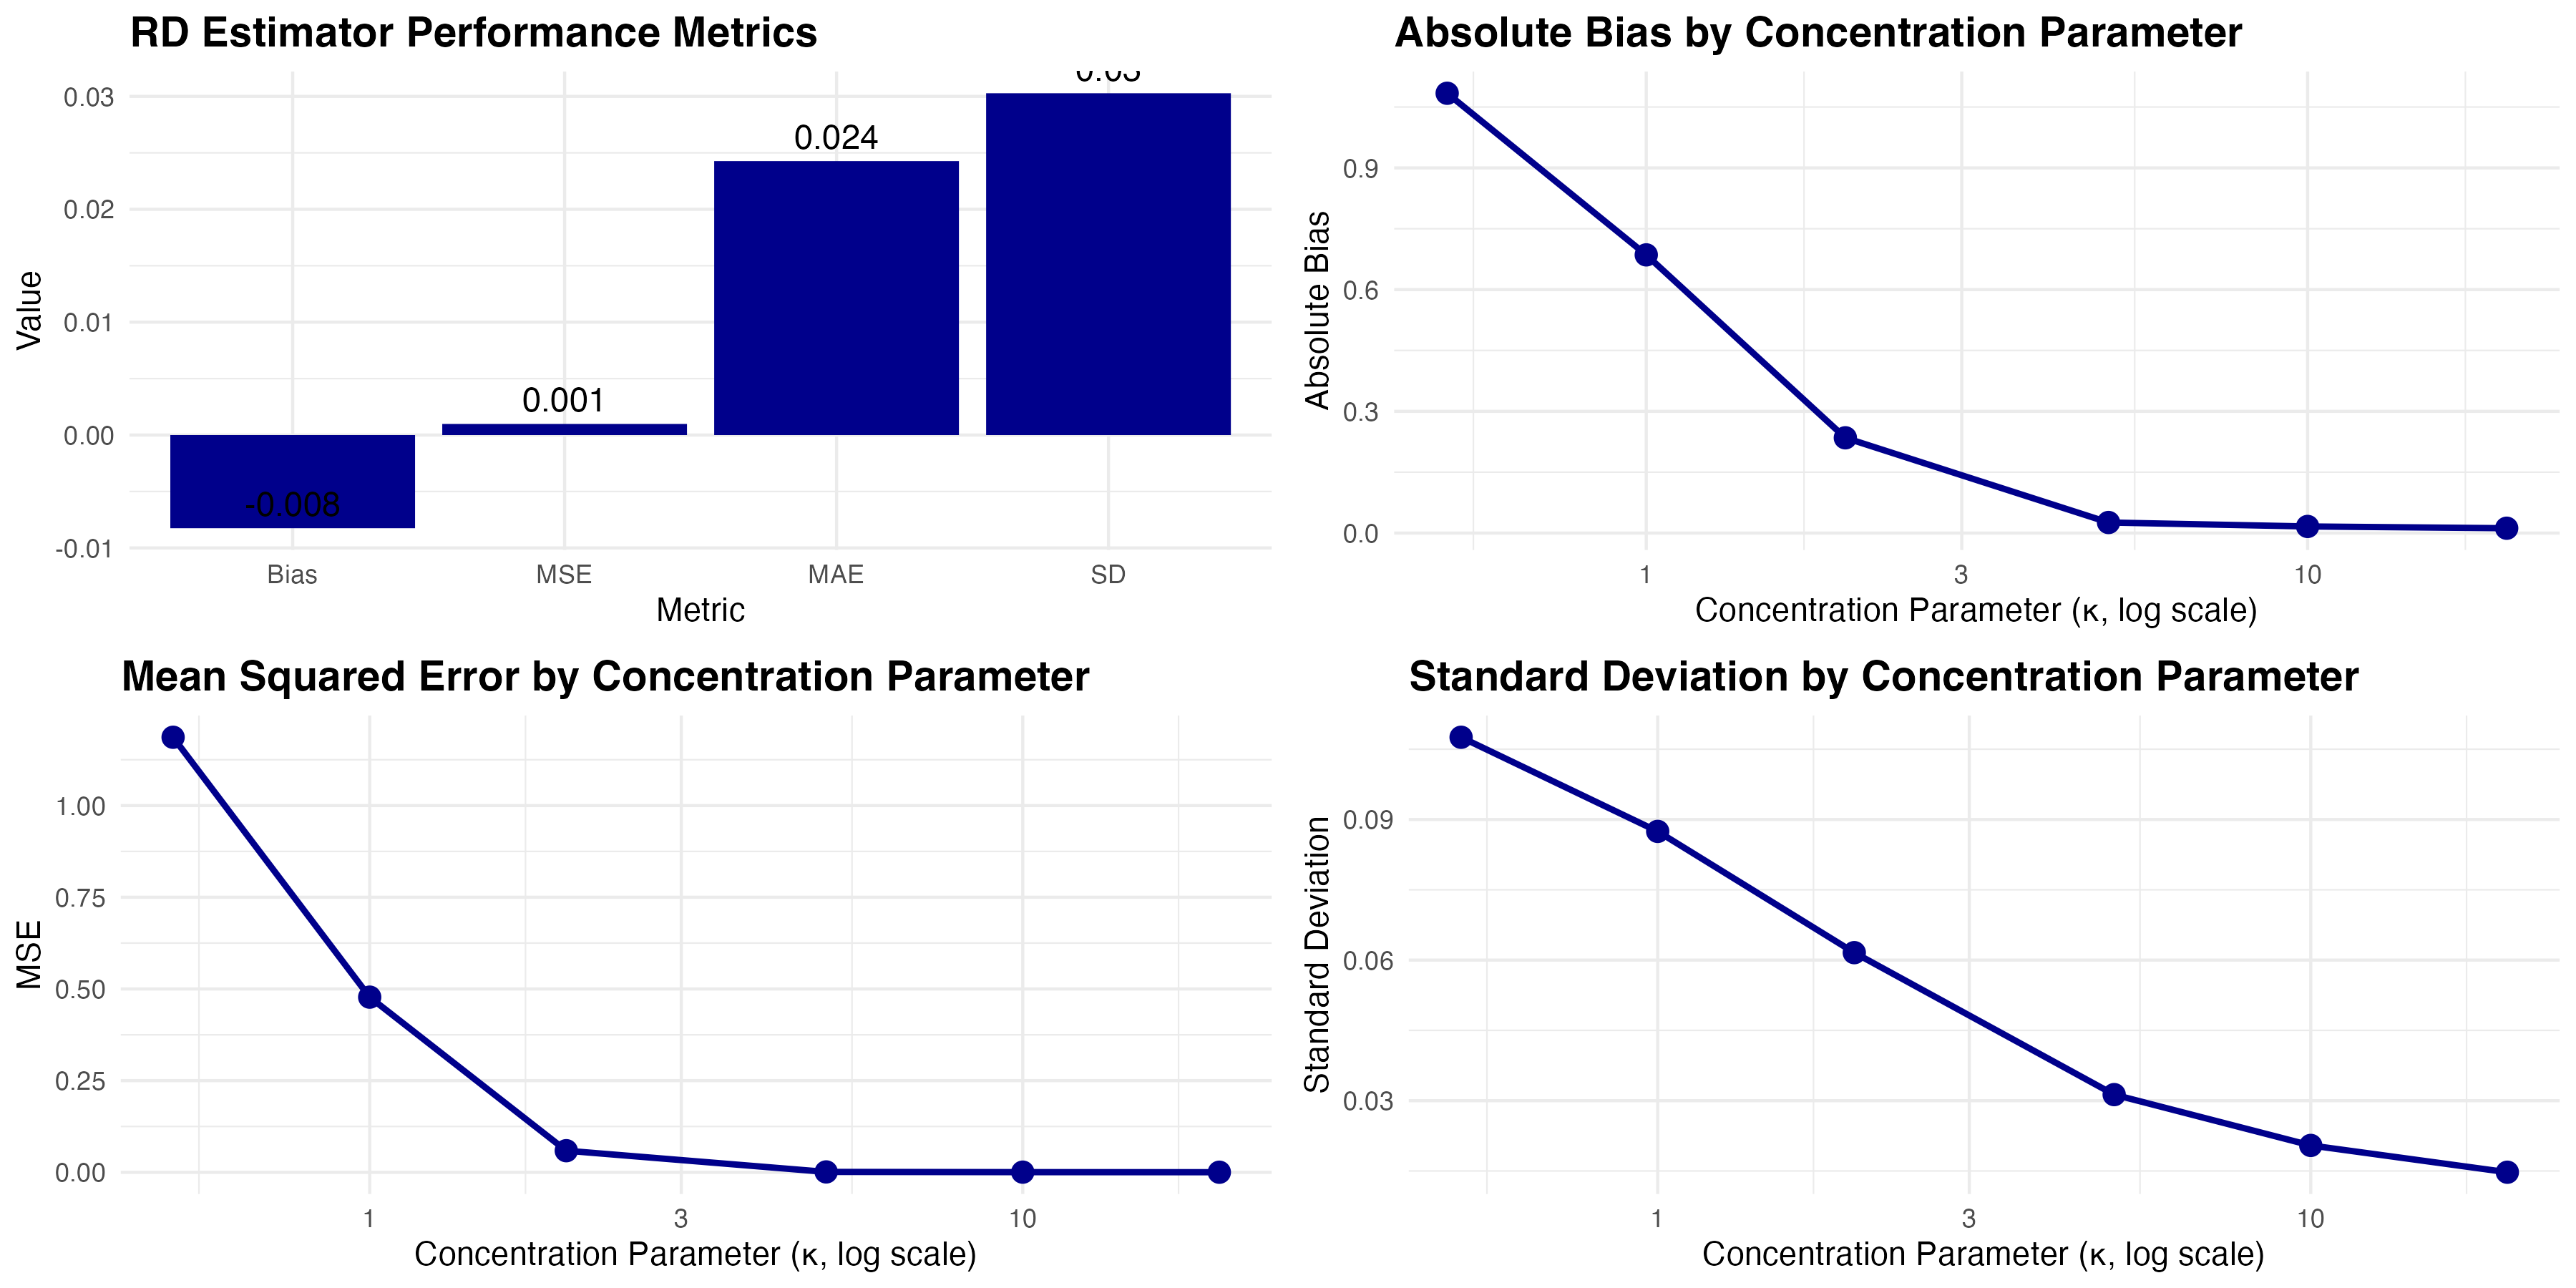 RD Estimator Performance Metrics
0.03
0.02
0.01
0.00
-0.01
Value
-0.008
0.001
0.024
0.03
Bias
MSE
MAE
SD
Metric
Absolute Bias by Concentration Parameter
0.9
0.6
0.3
0.0
Absolute Bias
1
3
10
Concentration Parameter (κ, log scale)
Mean Squared Error by Concentration Parameter
1.00
0.75
0.50
0.25
0.00
MSE
1
3
10
Concentration Parameter (κ, log scale)
Standard Deviation by Concentration Parameter
0.09
0.06
0.03
Standard Deviation
1
3
10
Concentration Parameter (κ, log scale)